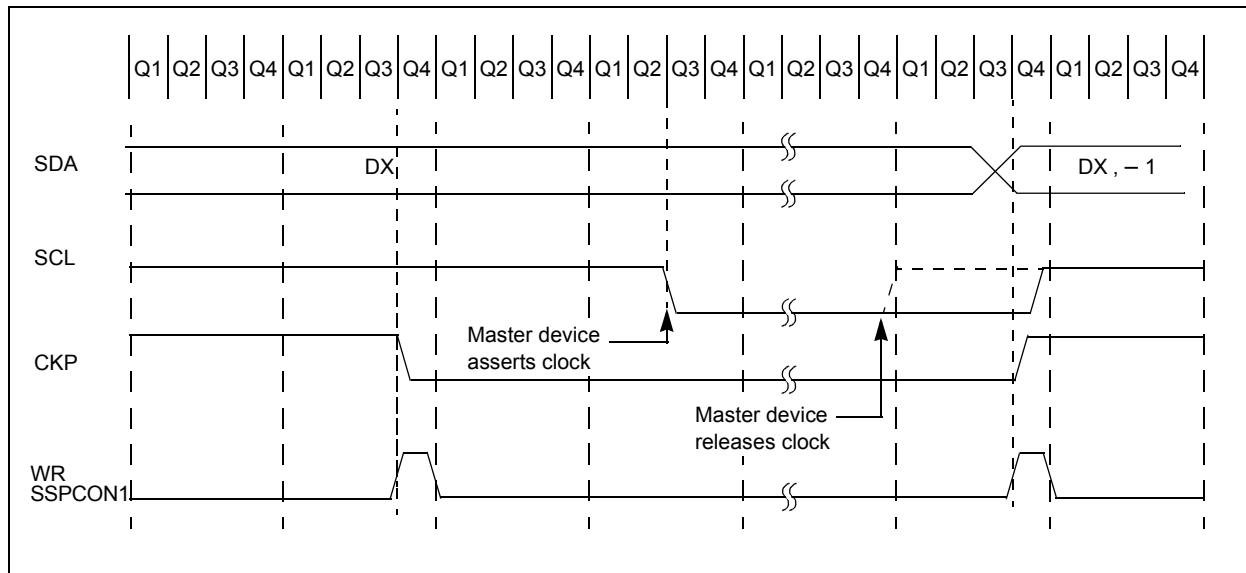 Q1 Q2 Q3 Q4 Q1 Q2 Q3 Q4 Q1 Q2 Q3 Q4 Q1 Q2 Q3 Q4 Q1 Q2 Q3 Q4 Q1 Q2 Q3 Q4 Q1 Q2 Q3 Q4
SDA
DX
DX , – 1
SCL
Master device
asserts clock
CKP
Master device
releases clock
WR
SSPCON1